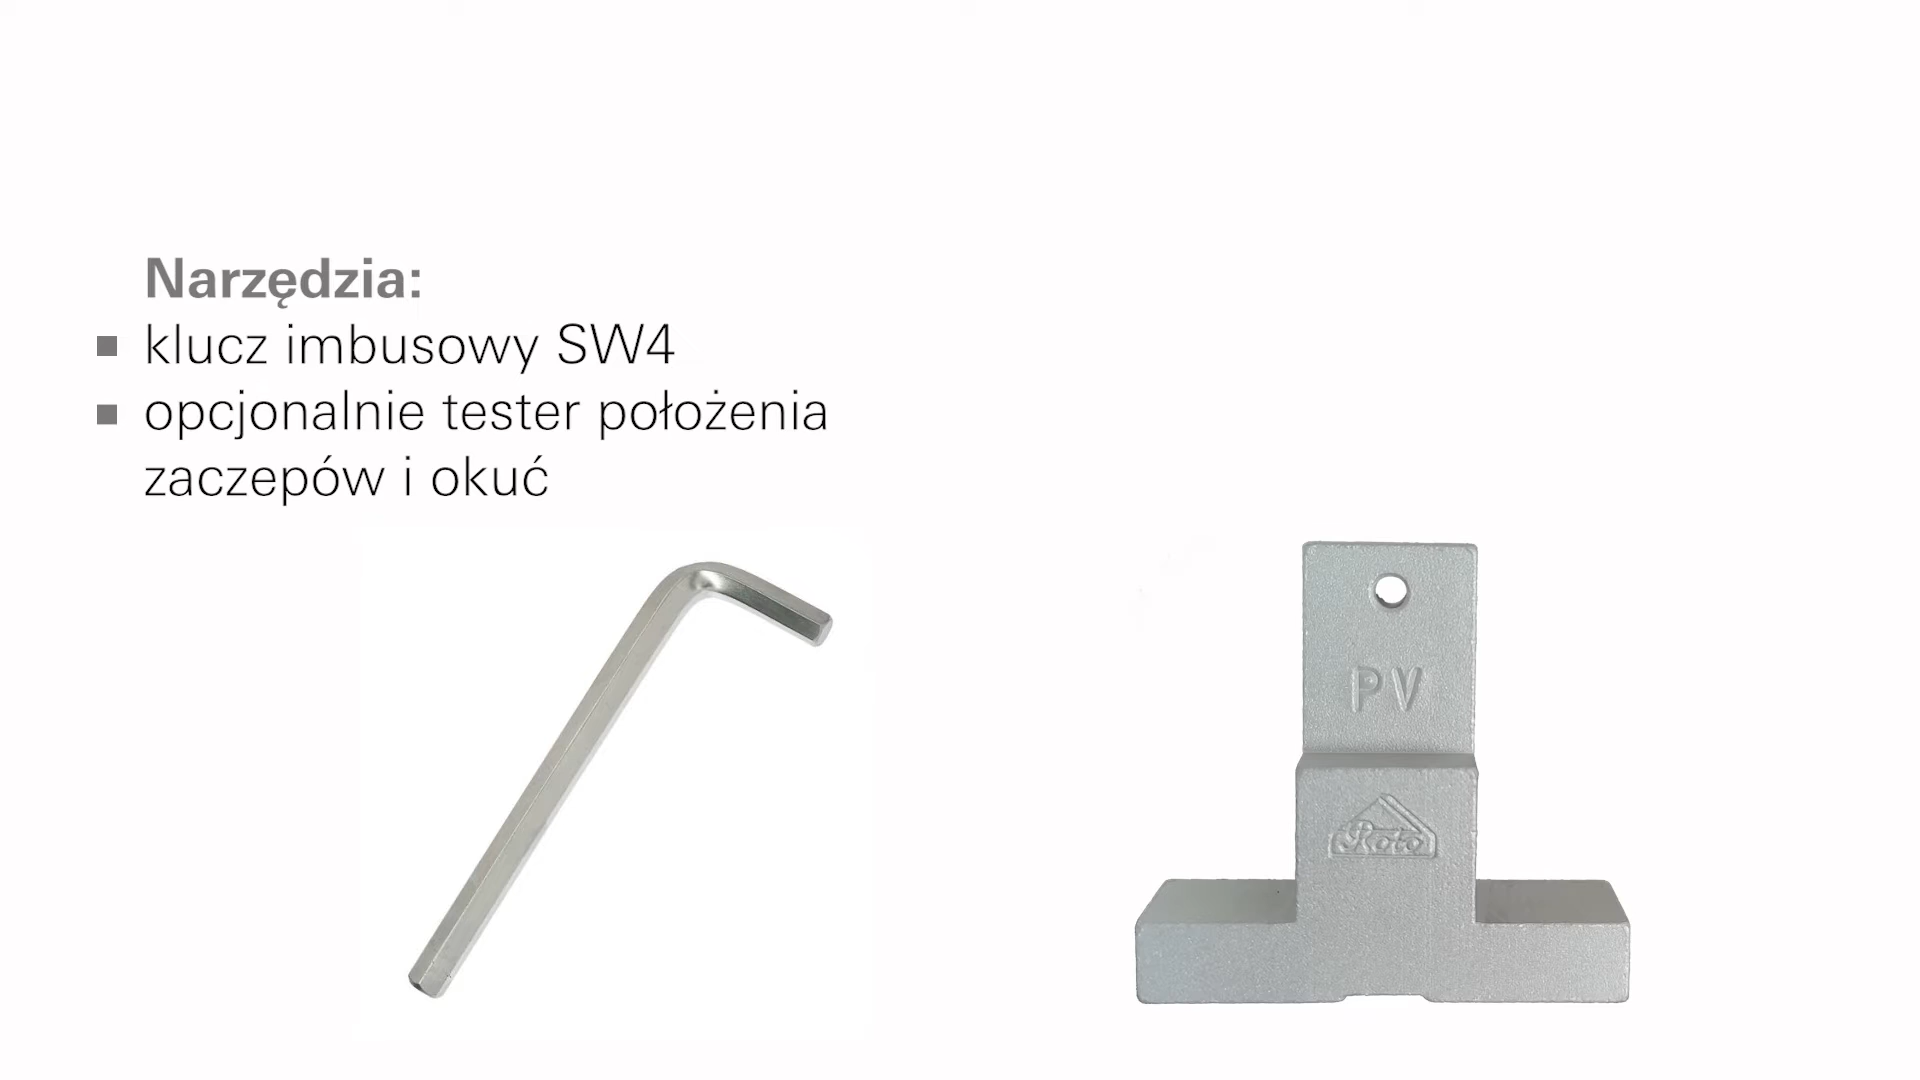 Narzędzia:
klucz imbusowy SW4
opcjonalnie tester położenia
zaczepów i okuć
PV
Roto